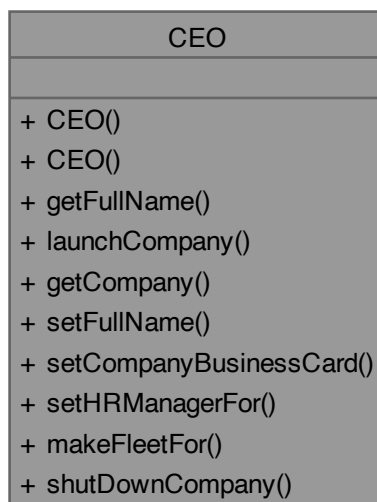 CEO
+ CEO()
+ CEO()
+ getFullName()
+ launchCompany()
+ getCompany()
+ setFullName()
+ setCompanyBusinessCard()
+ setHRManagerFor()
+ makeFleetFor()
+ shutDownCompany()